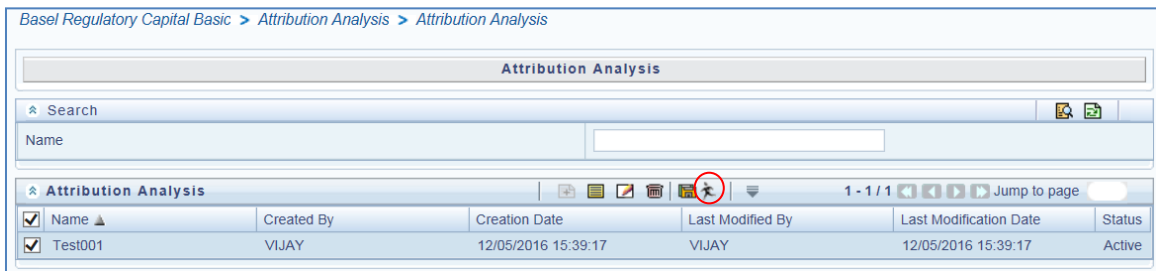 Basel Regulatory Capital Basic > Attribution Analysis > Attribution Analysis
Attribution Analysis
Search
Name
Attribution Analysis 1 - 1 / 1 Jump to page
Name Created By Creation Date Last Modified By Last Modification Date Status
Test001 VIJAY 12/05/2016 15:39:17 VIJAY 12/05/2016 15:39:17 Active